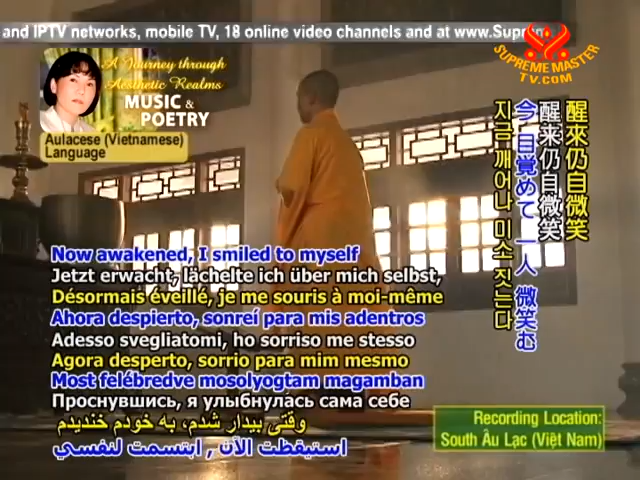 and IPTV networks, mobile TV, 18 online video channels and at www.Suprem
SUPREME MASTER
TV.COM
A Journey through
Aesthetic Realms
MUSIC &
POETRY
Aulacese (Vietnamese)
Language
醒來仍自微笑
醒来仍自微笑
今 目覚めて 一人 微笑む
지금 깨어나 미소 짓는다
Now awakened, I smiled to myself
Jetzt erwacht, lächelte ich über mich selbst,
Désormais éveillé, je me souris à moi-même
Ahora despierto, sonreí para mis adentros
Adesso svegliatomi, ho sorriso me stesso
Agora desperto, sorrio para mim mesmo
Most felébredve mosolyogtam magamban
Проснувшись, я улыбнулась сама себе
وقتی بیدار شدم، به خودم خندیدم
استيقظت الآن , ابتسمت لنفسي
Recording Location:
South Âu Lạc (Việt Nam)